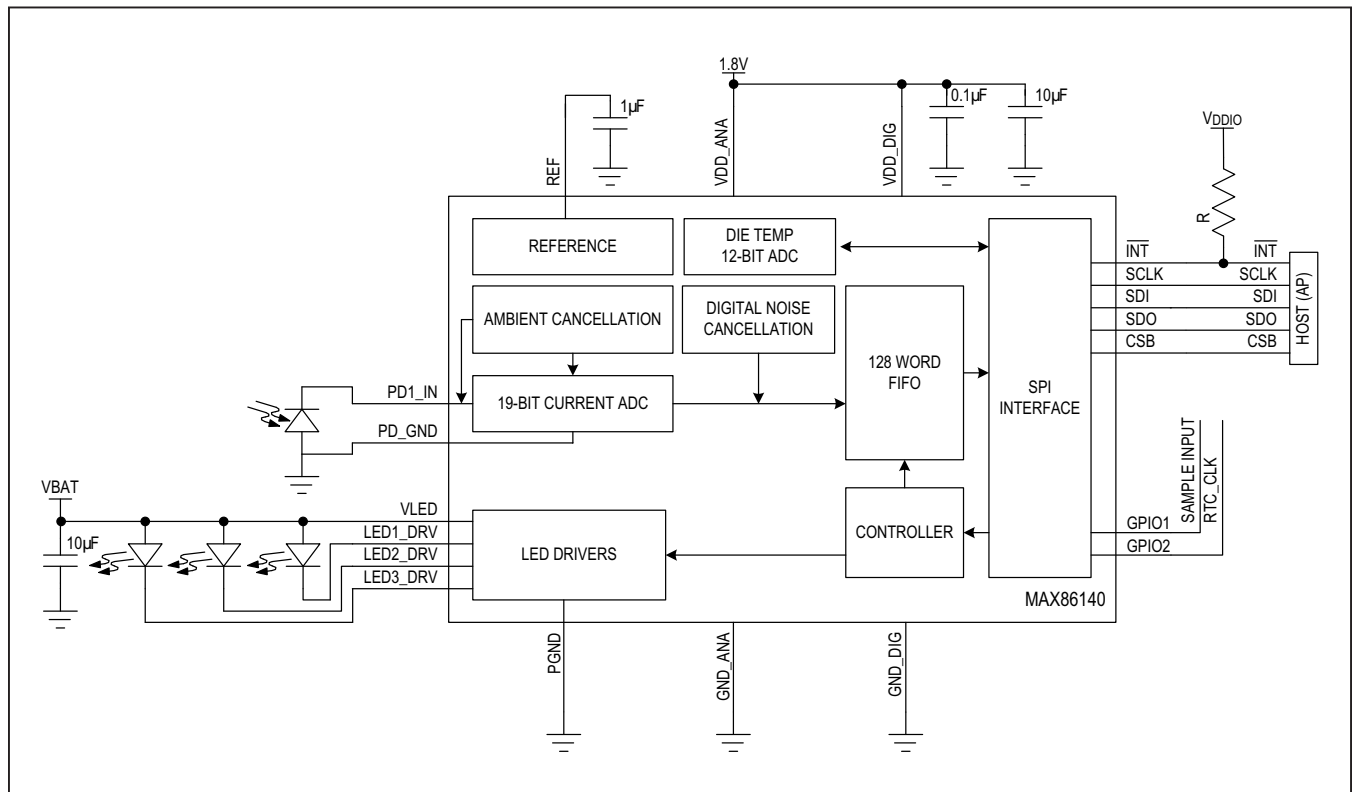 1.8V
1µF
0.1µF
10µF
VDDIO
REF
VDD_ANA
VDD_DIG
R
REFERENCE
DIE TEMP
12-BIT ADC
INT
INT
SCLK
SCLK
SDI
SDI
SDO
SDO
CSB
CSB
HOST (AP)
AMBIENT CANCELLATION
DIGITAL NOISE
CANCELLATION
128 WORD
FIFO
SPI
INTERFACE
PD1_IN
19-BIT CURRENT ADC
PD_GND
VBAT
10µF
VLED
LED1_DRV
LED2_DRV
LED3_DRV
LED DRIVERS
CONTROLLER
SAMPLE INPUT
RTC_CLK
GPIO1
GPIO2
MAX86140
PGND
GND_ANA
GND_DIG